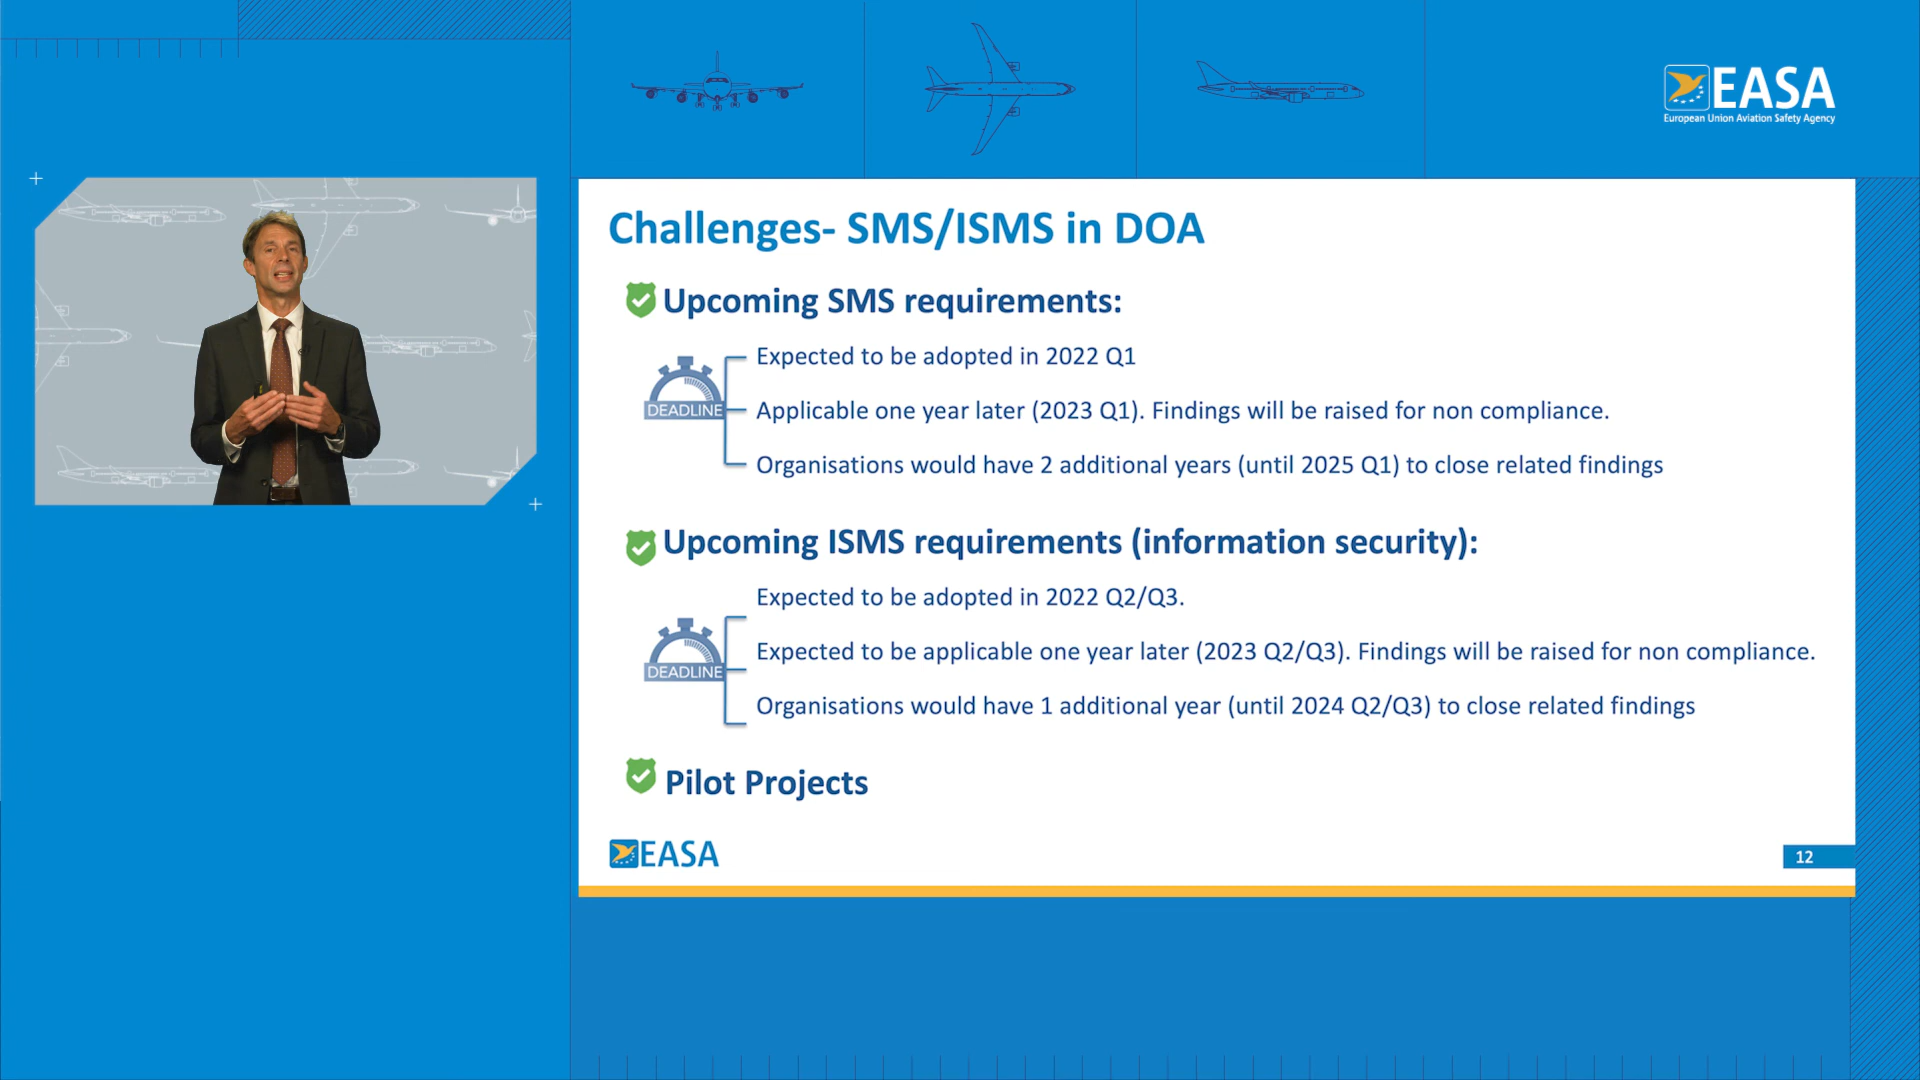 EASA
European Union Aviation Safety Agency
Challenges- SMS/ISMS in DOA
Upcoming SMS requirements:
DEADLINE
Expected to be adopted in 2022 Q1
Applicable one year later (2023 Q1). Findings will be raised for non compliance.
Organisations would have 2 additional years (until 2025 Q1) to close related findings
Upcoming ISMS requirements (information security):
DEADLINE
Expected to be adopted in 2022 Q2/Q3.
Expected to be applicable one year later (2023 Q2/Q3). Findings will be raised for non compliance.
Organisations would have 1 additional year (until 2024 Q2/Q3) to close related findings
Pilot Projects
EASA
12